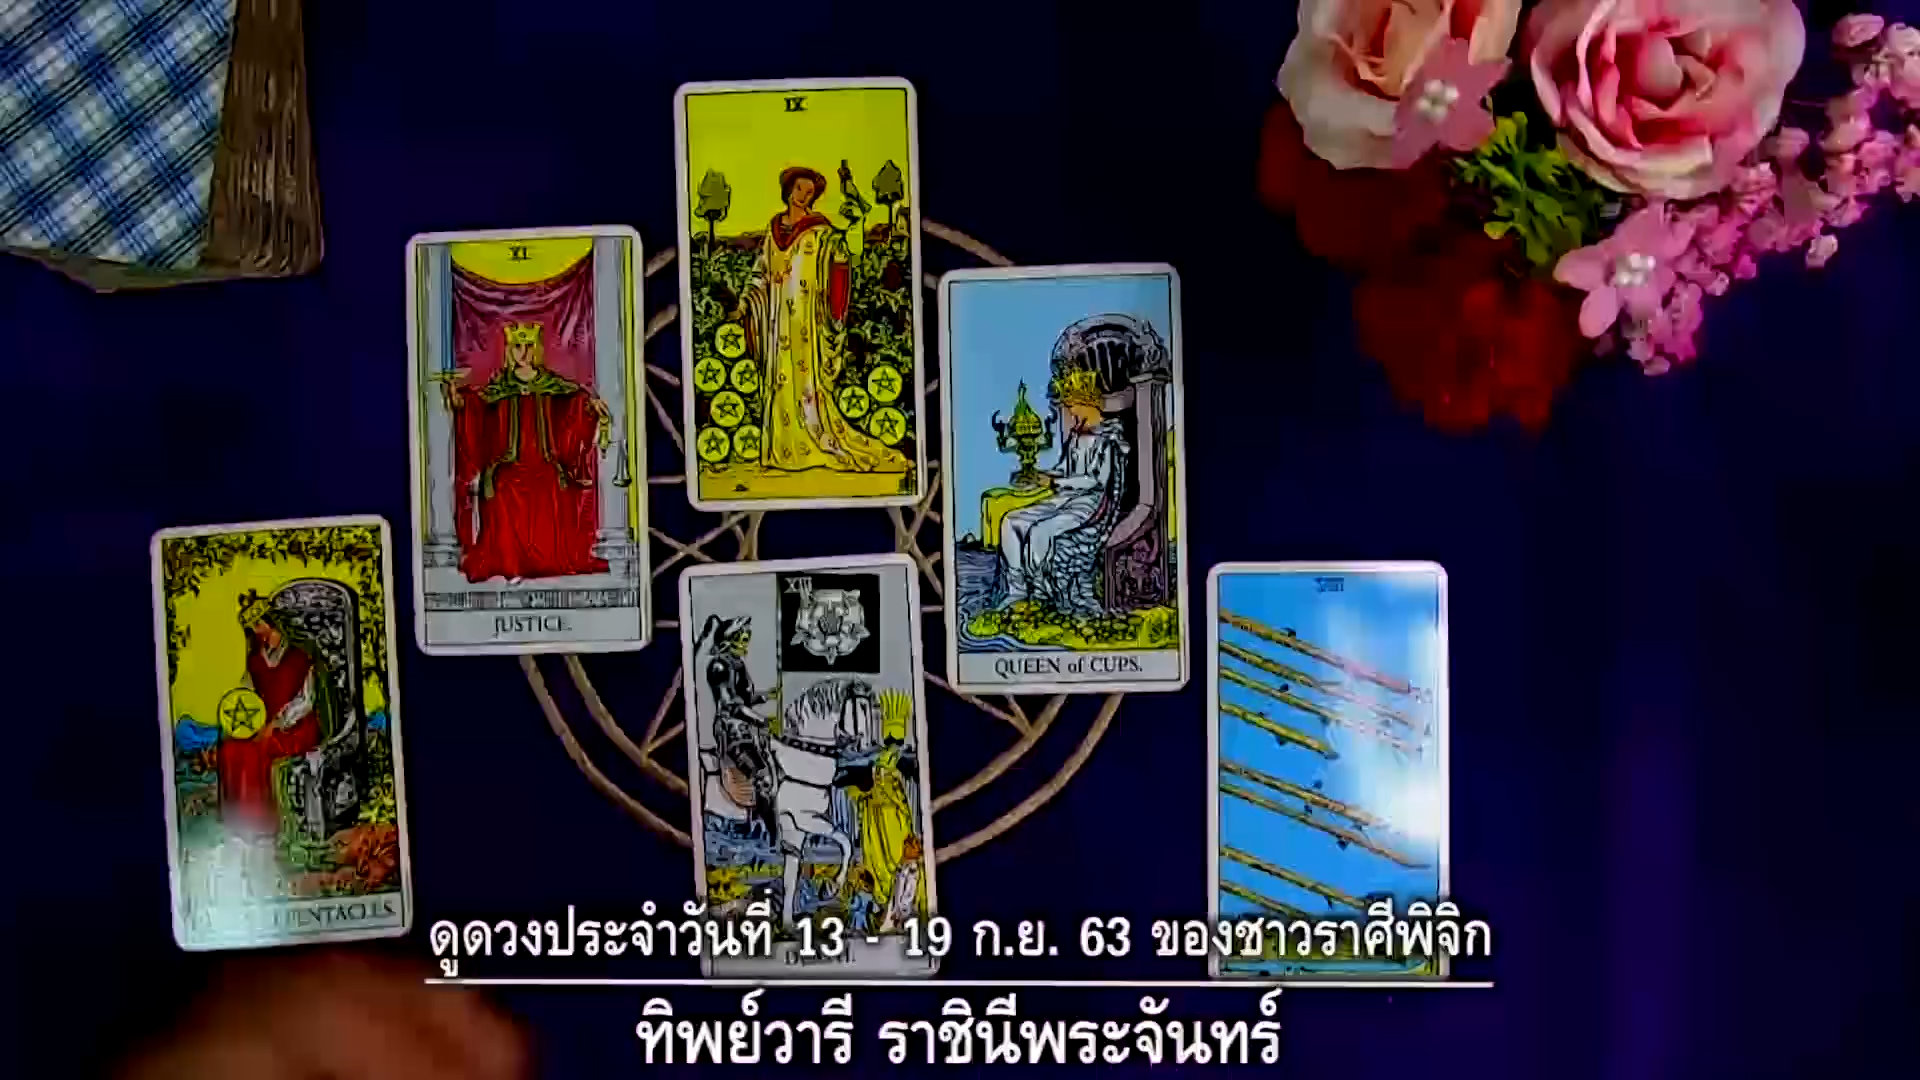 IX
XI
JUSTICE.
QUEEN of CUPS.
XIII
VIII
ดูดวงประจำวันที่ 13 - 19 ก.ย. 63 ของชาวราศีพิจิก
ทิพย์วารี ราชินีพระจันทร์